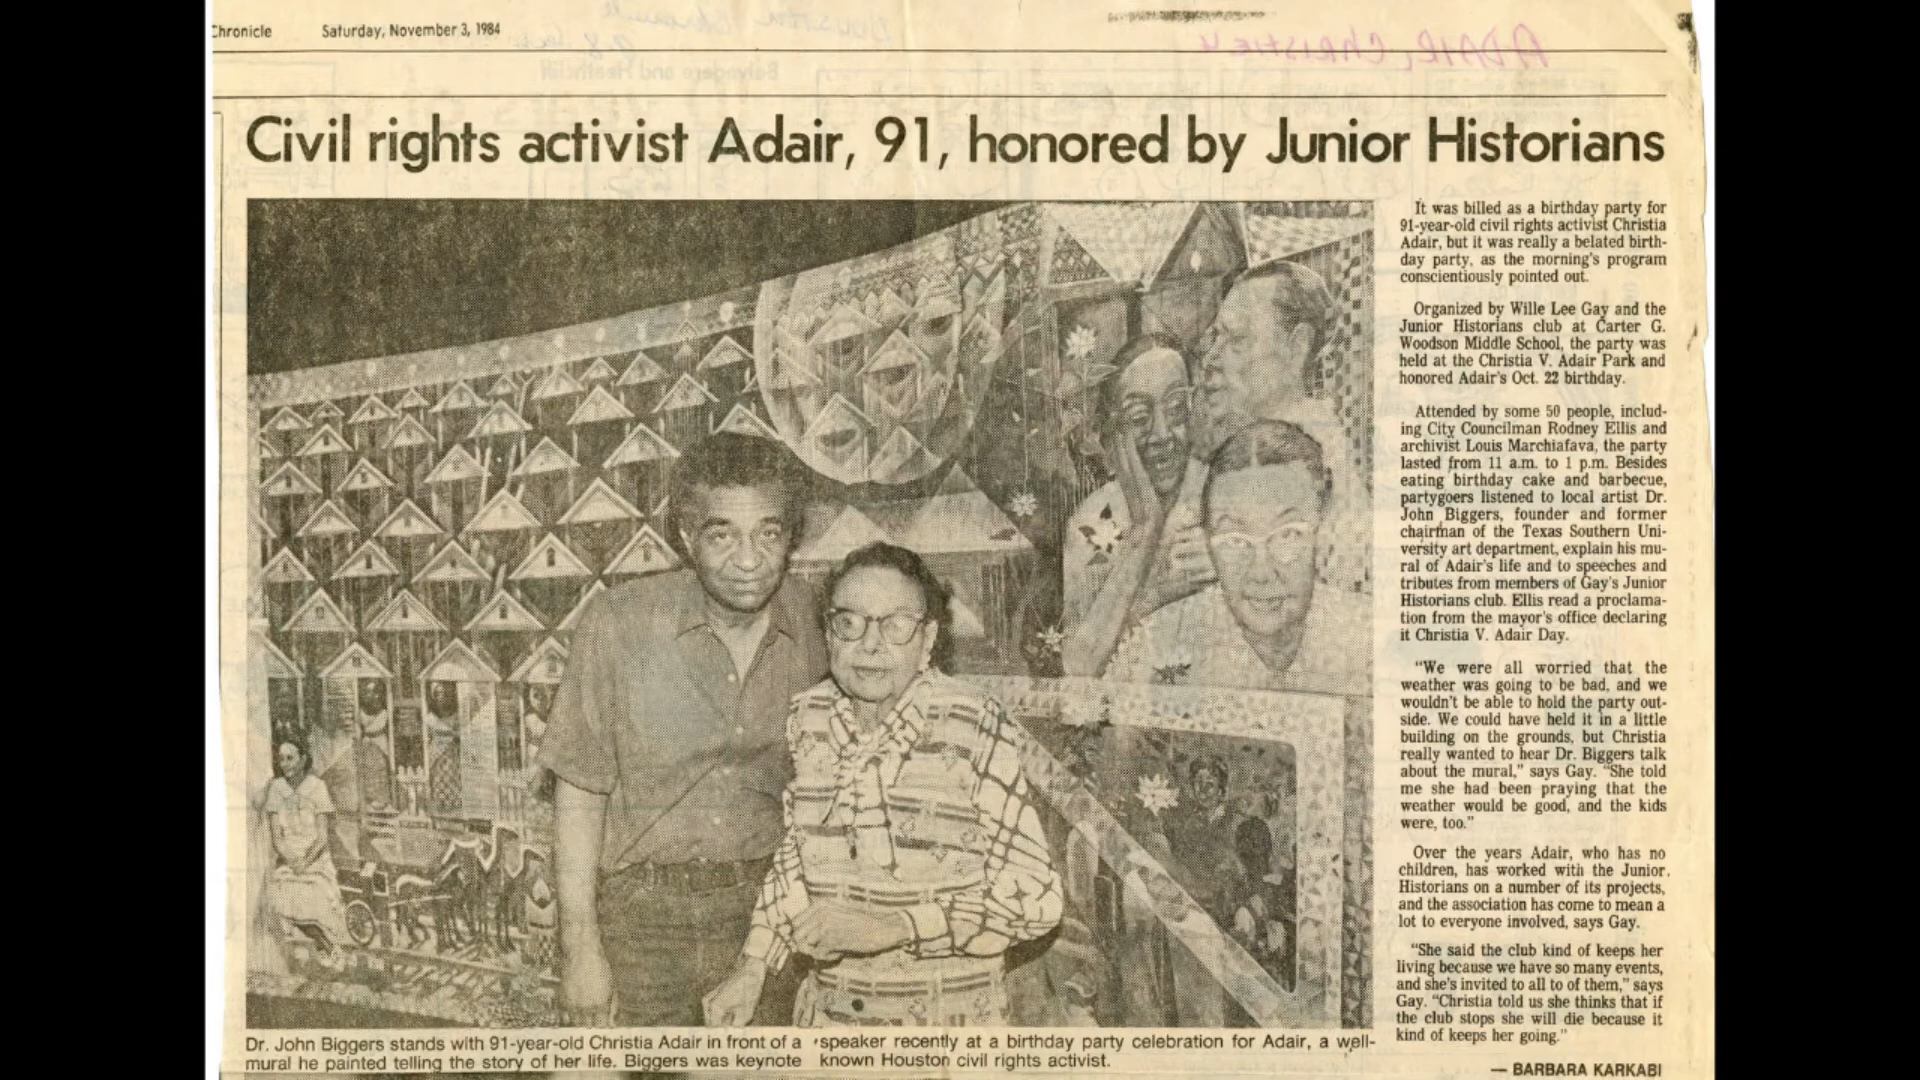 Chronicle Saturday, November 3, 1984
ADAIR, CHRISTIE V
Civil rights activist Adair, 91, honored by Junior Historians
It was billed as a birthday party for
91-year-old civil rights activist Christia
Adair, but it was really a belated birth-
day party, as the morning's program
conscientiously pointed out.
Organized by Wille Lee Gay and the
Junior Historians club at Carter G.
Woodson Middle School, the party was
held at the Christia V. Adair Park and
honored Adair's Oct. 22 birthday.
Attended by some 50 people, includ-
ing City Councilman Rodney Ellis and
archivist Louis Marchiafava, the party
lasted from 11 a.m. to 1 p.m. Besides
eating birthday cake and barbecue,
partygoers listened to local artist Dr.
John Biggers, founder and former
chairman of the Texas Southern Uni-
versity art department, explain his mu-
ral of Adair's life and to speeches and
tributes from members of Gay's Junior
Historians club. Ellis read a proclama-
tion from the mayor's office declaring
it Christia V. Adair Day.
"We were all worried that the
weather was going to be bad, and we
wouldn't be able to hold the party out-
side. We could have held it in a little
building on the grounds, but Christia
really wanted to hear Dr. Biggers talk
about the mural," says Gay. "She told
me she had been praying that the
weather would be good, and the kids
were, too."
Over the years Adair, who has no
children, has worked with the Junior
Historians on a number of its projects,
and the association has come to mean a
lot to everyone involved, says Gay.
"She said the club kind of keeps her
living because we have so many events,
and she's invited to all to of them," says
Gay. "Christia told us she thinks that if
the club stops she will die because it
kind of keeps her going."
— BARBARA KARKABI
Dr. John Biggers stands with 91-year-old Christia Adair in front of a
mural he painted telling the story of her life. Biggers was keynote
speaker recently at a birthday party celebration for Adair, a well-
known Houston civil rights activist.